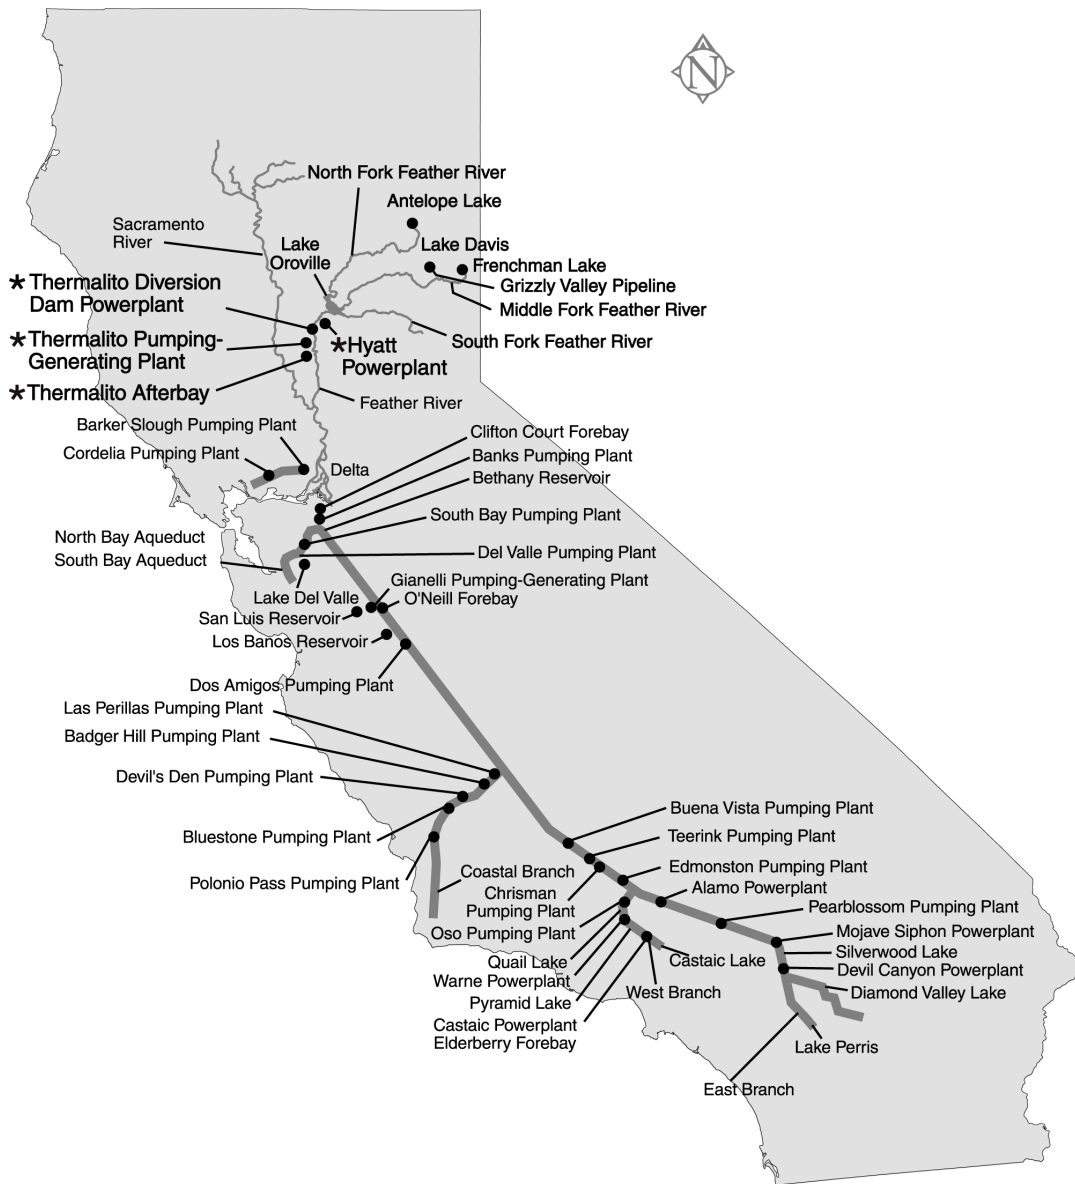 N
North Fork Feather River
Antelope Lake
Sacramento
River
Lake
Oroville
Lake Davis
Frenchman Lake
Grizzly Valley Pipeline
Middle Fork Feather River
* Thermalito Diversion
Dam Powerplant
* Thermalito Pumping-
Generating Plant
*Hyatt
Powerplant
South Fork Feather River
* Thermalito Afterbay
Feather River
Barker Slough Pumping Plant
Cordelia Pumping Plant
Delta
Clifton Court Forebay
Banks Pumping Plant
Bethany Reservoir
South Bay Pumping Plant
North Bay Aqueduct
South Bay Aqueduct
Del Valle Pumping Plant
Lake Del Valle
Gianelli Pumping-Generating Plant
O'Neill Forebay
San Luis Reservoir
Los Banos Reservoir
Dos Amigos Pumping Plant
Las Perillas Pumping Plant
Badger Hill Pumping Plant
Devil's Den Pumping Plant
Bluestone Pumping Plant
Polonio Pass Pumping Plant
Coastal Branch
Buena Vista Pumping Plant
Teerink Pumping Plant
Chrisman
Pumping Plant
Edmonston Pumping Plant
Alamo Powerplant
Oso Pumping Plant
Pearblossom Pumping Plant
Mojave Siphon Powerplant
Quail Lake
Castaic Lake
Silverwood Lake
Warne Powerplant
Devil Canyon Powerplant
Pyramid Lake
West Branch
Diamond Valley Lake
Castaic Powerplant
Elderberry Forebay
Lake Perris
East Branch